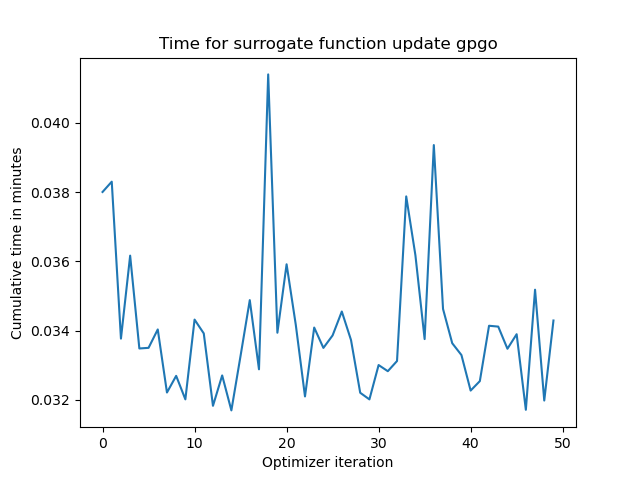 Time for surrogate function update gpgo
Cumulative time in minutes
0.040
0.038
0.036
0.034
0.032
0 10 20 30 40 50
Optimizer iteration